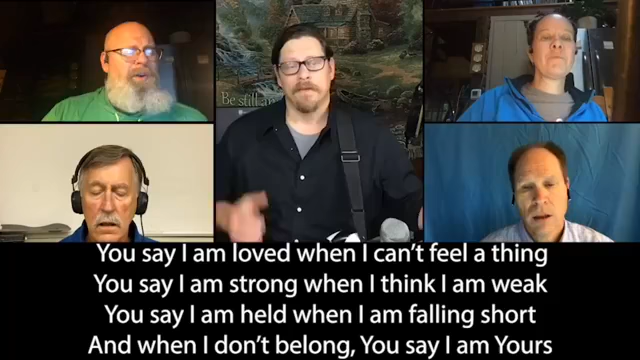 Be still, an
You say I am loved when I can't feel a thing
You say I am strong when I think I am weak
You say I am held when I am falling short
And when I don't belong, You say I am Yours